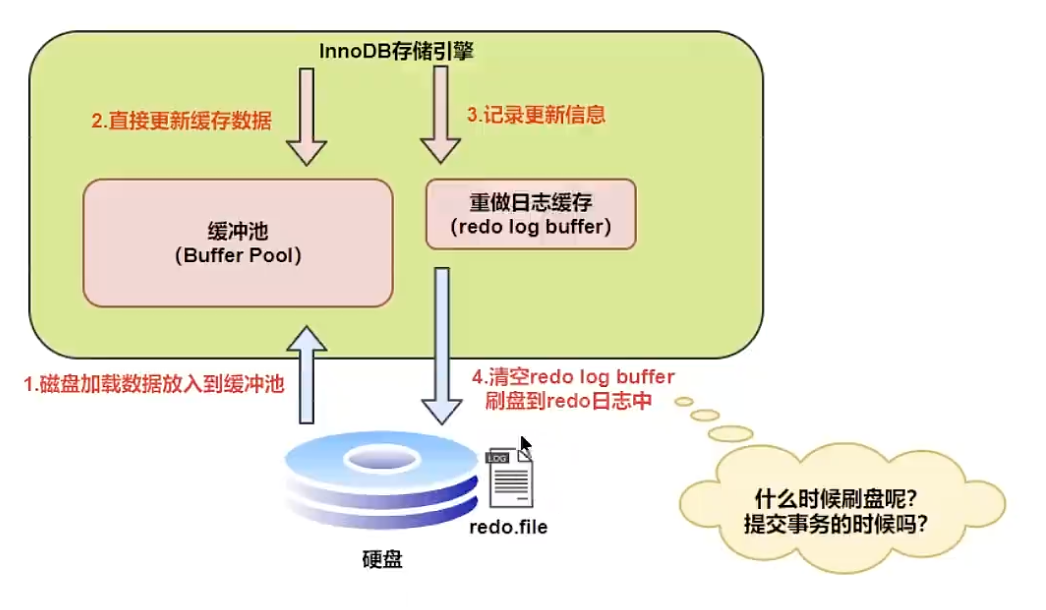 InnoDB存储引擎
2.直接更新缓存数据
3.记录更新信息
缓冲池
（Buffer Pool）
重做日志缓存
（redo log buffer）
1.磁盘加载数据放入到缓冲池
4.清空redo log buffer
刷盘到redo日志中
LOG
redo.file
硬盘
什么时候刷盘呢？
提交事务的时候吗？